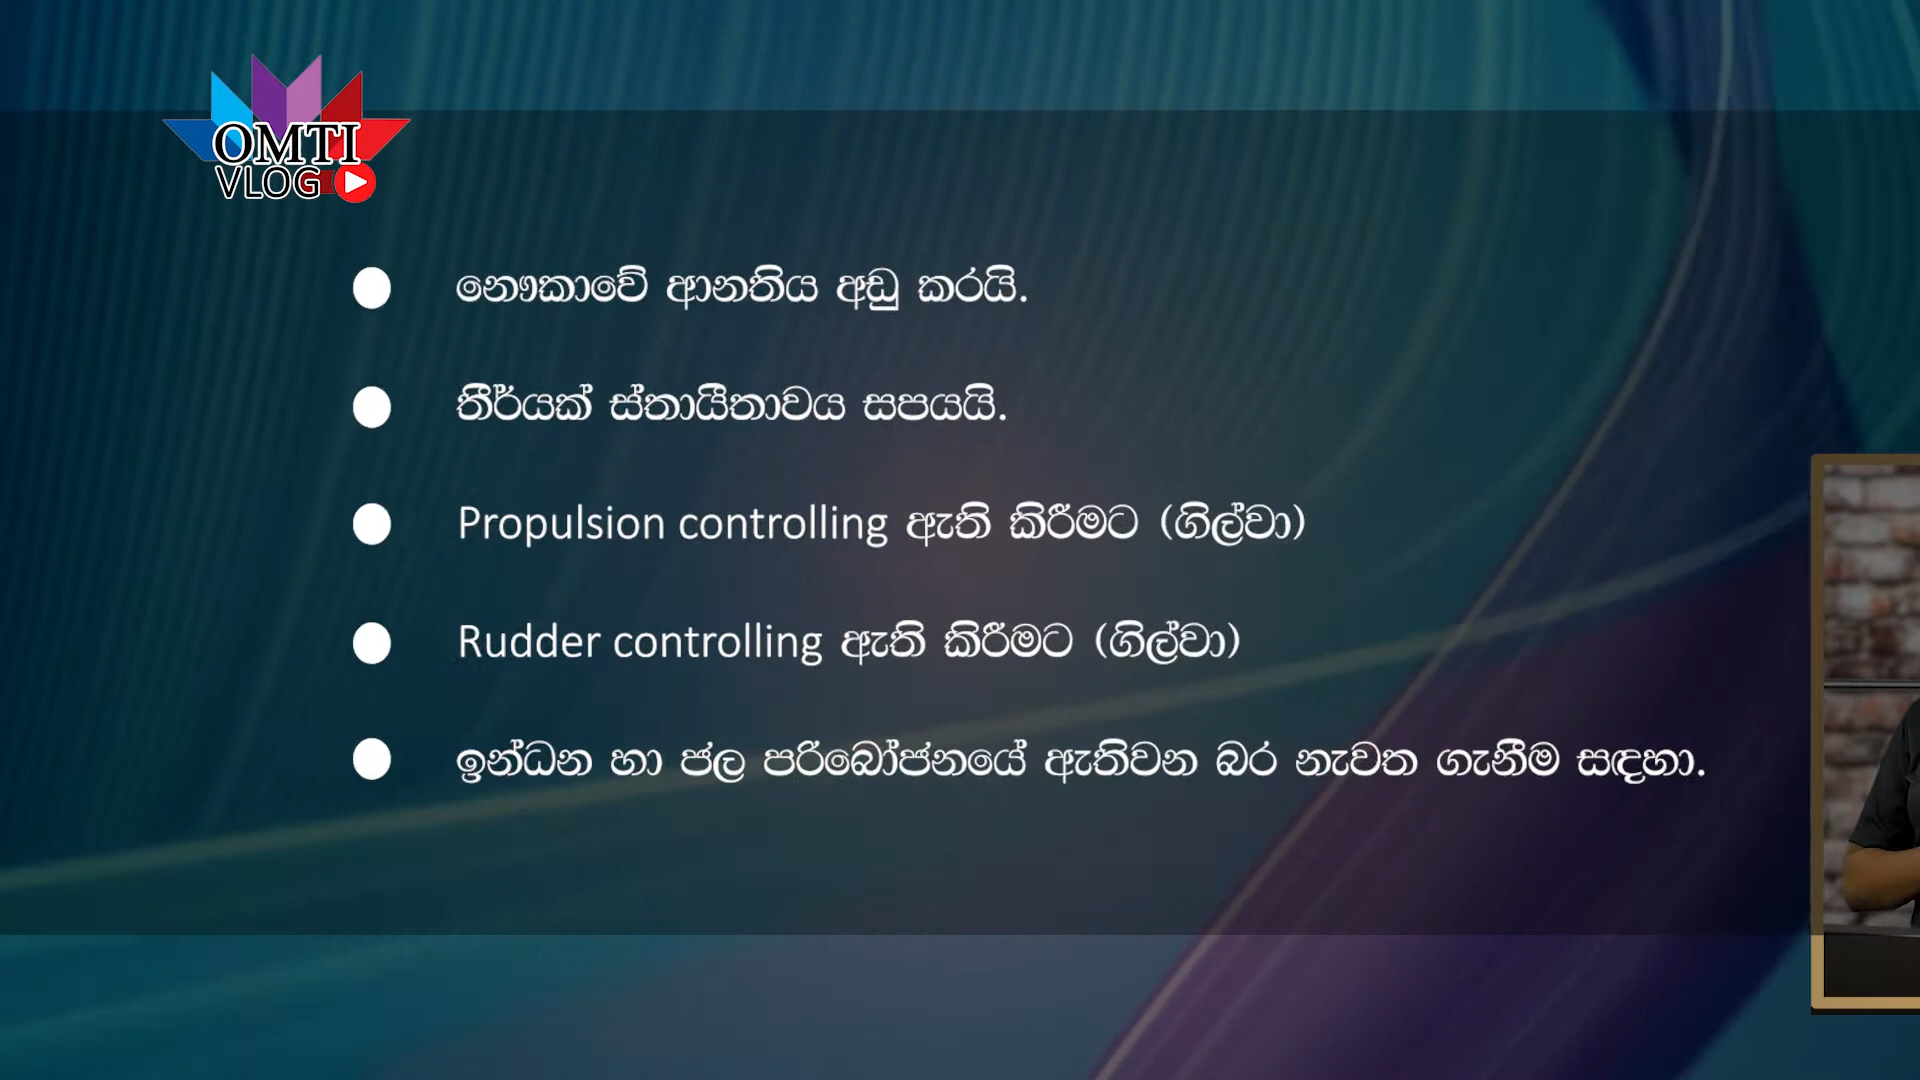 OMTI
VLOG
නෞකාවේ ආනතිය අඩු කරයි.
තීර්යක් ස්තායීතාවය සපයයි.
Propulsion controlling ඇති කිරීමට (ගිල්වා)
Rudder controlling ඇති කිරීමට (ගිල්වා)
ඉන්ධන හා ජල පරිබෝජනයේ ඇතිවන බර නැවත ගැනීම සඳහා.